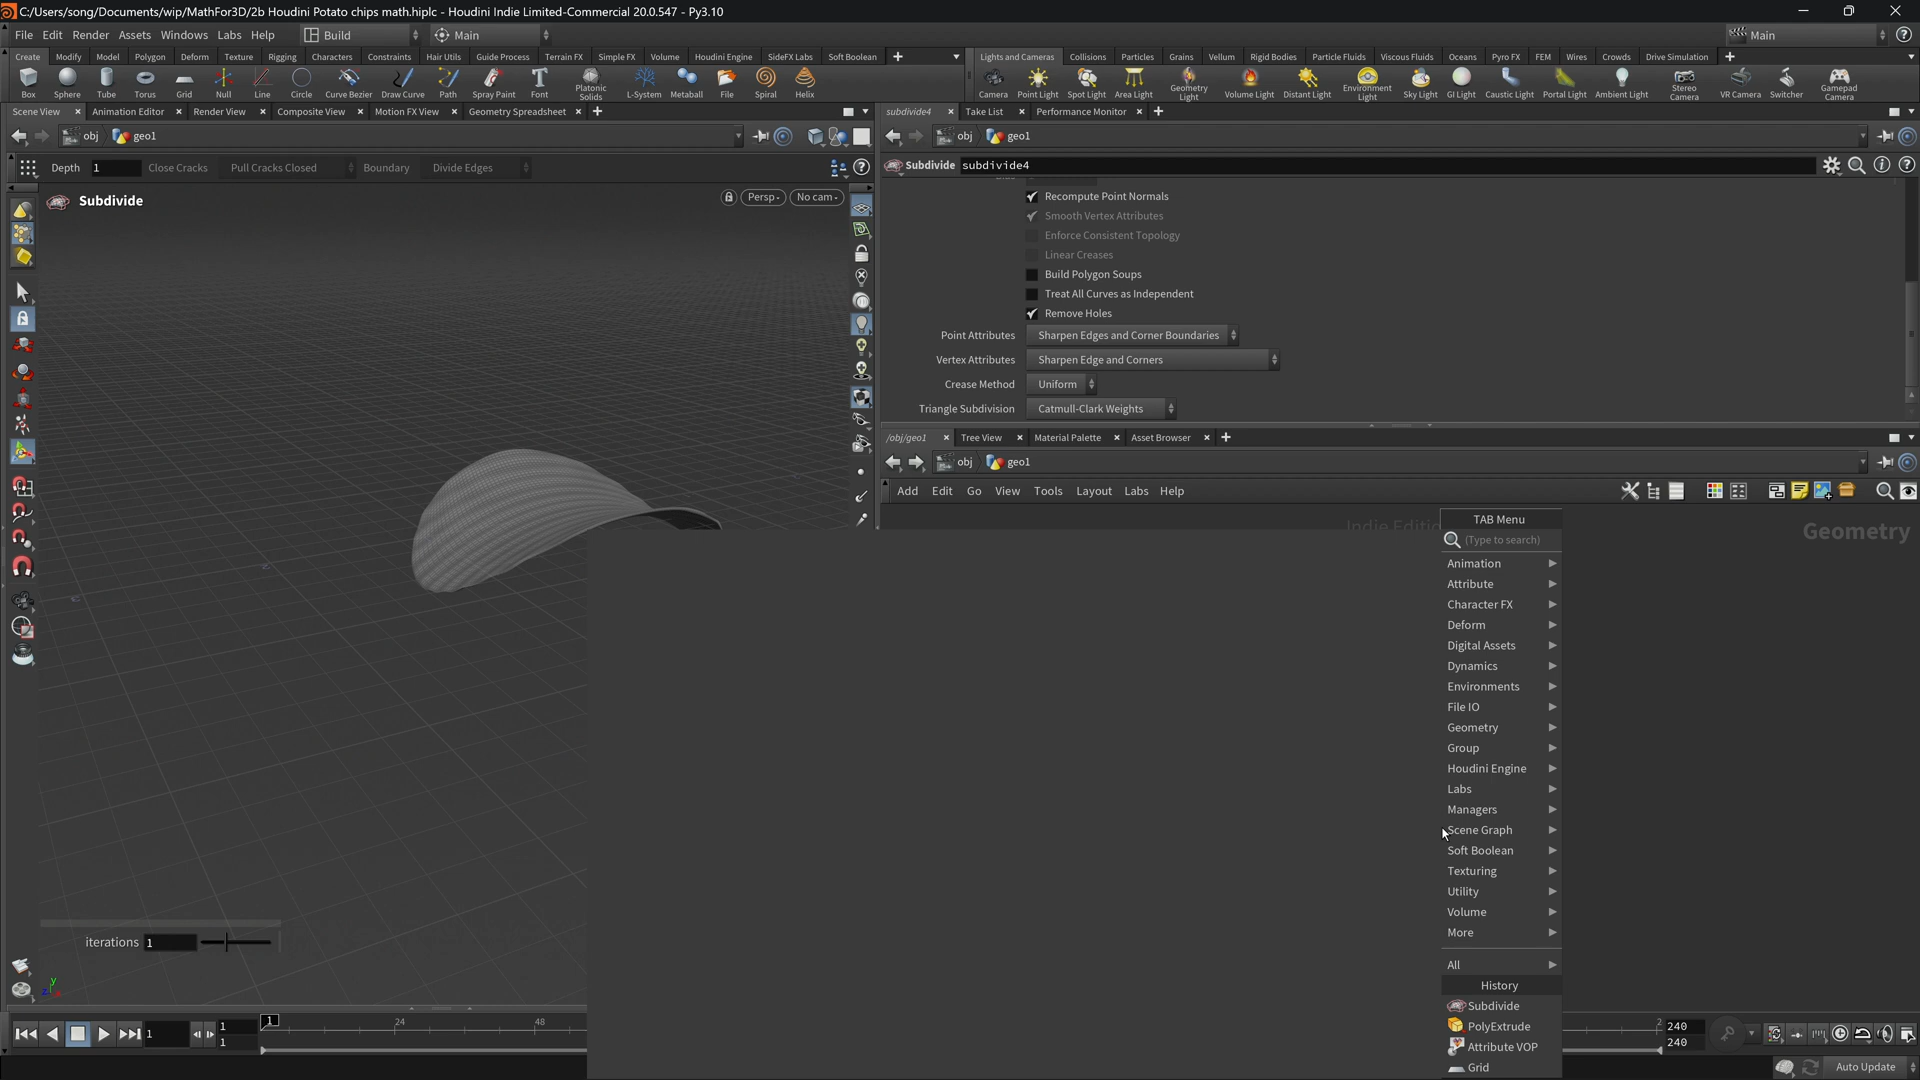 C:/Users/song/Documents/wip/MathFor3D/2b Houdini Potato chips math.hiplc - Houdini Indie Limited-Commercial 20.0.547 - Py3.10
File Edit Render Assets Windows Labs Help Build Main Main
Create Modify Model Polygon Deform Texture Rigging Characters Constraints Hair Utils Guide Process Terrain FX Simple FX Volume Houdini Engine SideFX Labs Soft Boolean
Lights and Cameras Collisions Particles Grains Vellum Rigid Bodies Particle Fluids Viscous Fluids Oceans Pyro FX FEM Wires Crowds Drive Simulation
Box Sphere Tube Torus Grid Null Line Circle Curve Bezier Draw Curve Path Spray Paint Font Platonic Solids L-System Metaball File Spiral Helix
Camera Point Light Spot Light Area Light Geometry Light Volume Light Distant Light Environment Light Sky Light GI Light Caustic Light Portal Light Ambient Light Stereo Camera VR Camera Switcher Gamepad Camera
Scene View Animation Editor Render View Composite View Motion FX View Geometry Spreadsheet
subdivide4 Take List Performance Monitor
obj geo1
obj geo1
Depth 1 Close Cracks Pull Cracks Closed Boundary Divide Edges
Subdivide subdivide4
Subdivide
Persp No cam
Recompute Point Normals
Smooth Vertex Attributes
Enforce Consistent Topology
Linear Creases
Build Polygon Soups
Treat All Curves as Independent
Remove Holes
Point Attributes Sharpen Edges and Corner Boundaries
Vertex Attributes Sharpen Edge and Corners
Crease Method Uniform
Triangle Subdivision Catmull-Clark Weights
/obj/geo1 Tree View Material Palette Asset Browser
obj geo1
Add Edit Go View Tools Layout Labs Help
Indie Editio
Geometry
TAB Menu
(Type to search)
Animation
Attribute
Character FX
Deform
Digital Assets
Dynamics
Environments
File IO
Geometry
Group
Houdini Engine
Labs
Managers
Scene Graph
Soft Boolean
Texturing
Utility
Volume
More
All
History
Subdivide
PolyExtrude
Attribute VOP
Grid
iterations 1
y
z
1 1 1 1 24 48
2 240
240
Auto Update